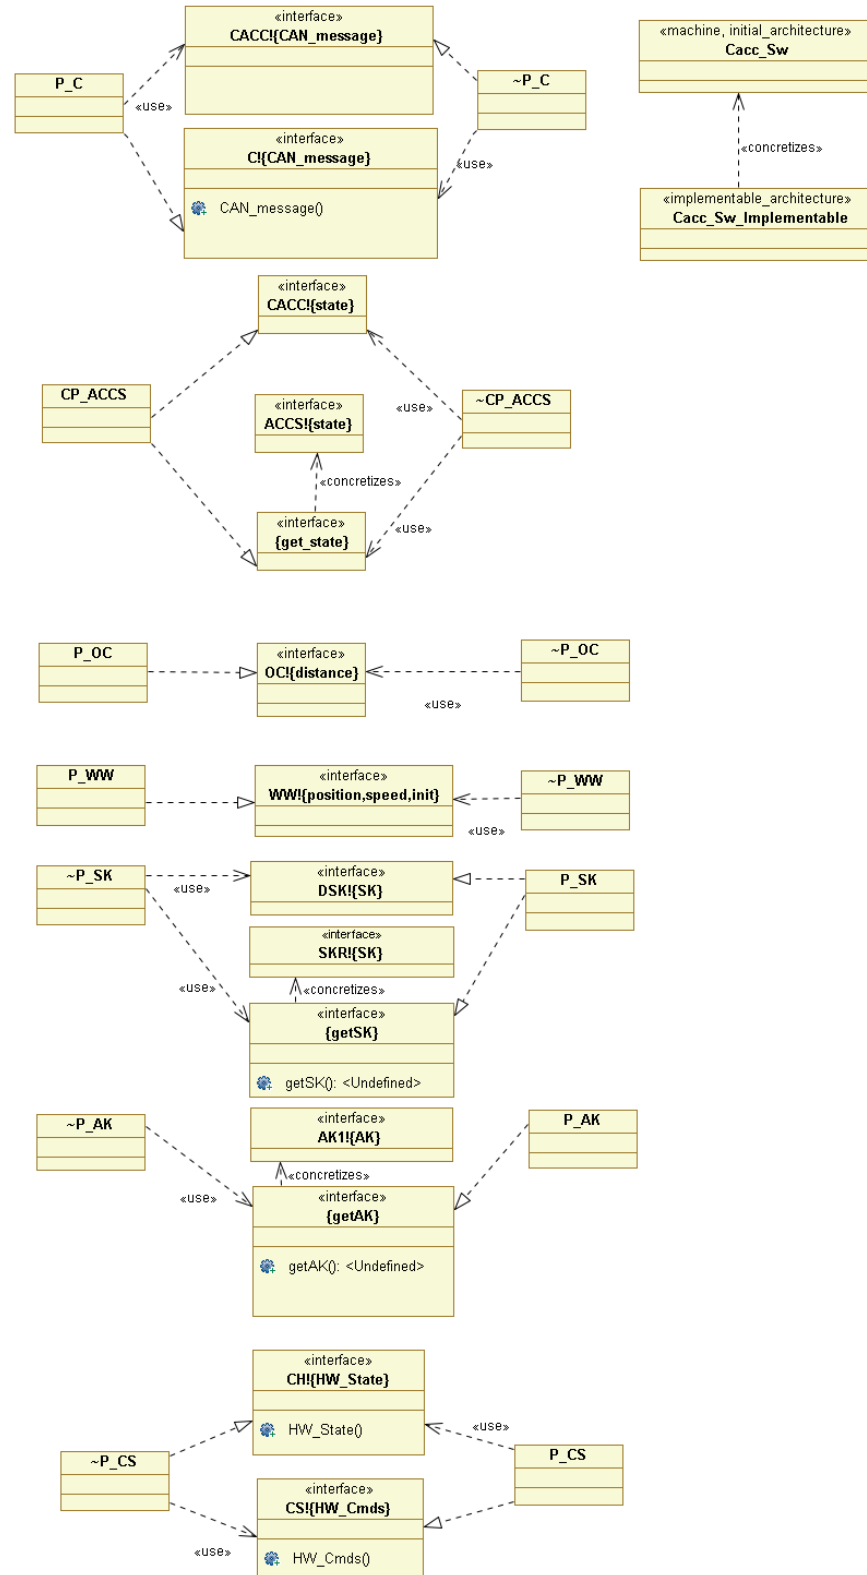 «interface»
CACC!{CAN_message}
«machine, initial_architecture»
Cacc_Sw
P_C
~P_C
«use»
«interface»
C!{CAN_message}
«use»
CAN_message()
«concretizes»
«implementable_architecture»
Cacc_Sw_Implementable
«interface»
CACC!{state}
CP_ACCS
~CP_ACCS
«interface»
ACCS!{state}
«use»
«concretizes»
«interface»
{get_state}
«use»
P_OC
«interface»
OC!{distance}
~P_OC
«use»
P_WW
«interface»
WW!{position,speed,init}
~P_WW
«use»
~P_SK
«interface»
DSK!{SK}
P_SK
«use»
«interface»
SKR!{SK}
«use»
«concretizes»
«interface»
{getSK}
getSK(): <Undefined>
~P_AK
«interface»
AK1!{AK}
P_AK
«concretizes»
«use»
«interface»
{getAK}
getAK(): <Undefined>
«interface»
CH!{HW_State}
«use»
HW_State()
~P_CS
P_CS
«interface»
CS!{HW_Cmds}
«use»
HW_Cmds()